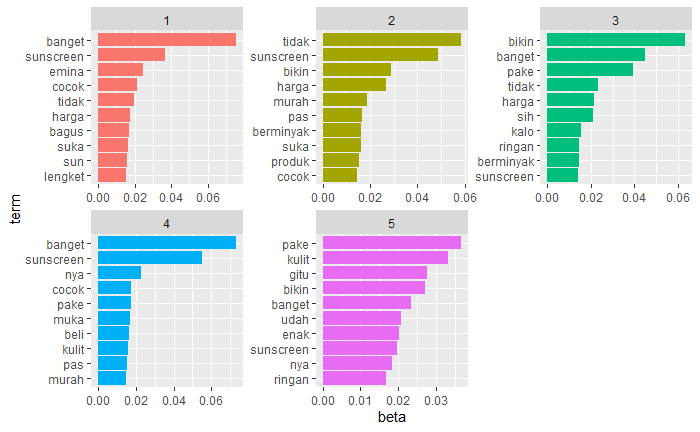 1
banget
sunscreen
emina
cocok
tidak
harga
bagus
suka
sun
lengket
0.00 0.02 0.04 0.06
2
tidak
sunscreen
bikin
harga
murah
pas
berminyak
suka
produk
cocok
0.00 0.02 0.04 0.06
3
bikin
banget
pake
tidak
harga
sih
kalo
ringan
berminyak
sunscreen
0.00 0.02 0.04 0.06
term
4
banget
sunscreen
nya
cocok
pake
muka
beli
kulit
pas
murah
0.00 0.02 0.04 0.06
5
pake
kulit
gitu
bikin
banget
udah
enak
sunscreen
nya
ringan
0.00 0.01 0.02 0.03
beta